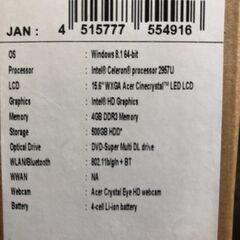 JAN : 4 515777 554916
OS : Windows 8.1 64-bit
Processor : Intel® Celeron® processor 2957U
LCD : 15.6" WXGA Acer Cinecrystal™ LED LCD
Graphics : Intel® HD Graphics
Memory : 4GB DDR3 Memory
Storage : 500GB HDD*
Optical drive : DVD-Super Multi DL drive
WLAN/Bluetooth : 802.11b/g/n + BT
WWAN : NA
Webcam : Acer Crystal Eye HD webcam
Battery : 4-cell Li-ion battery